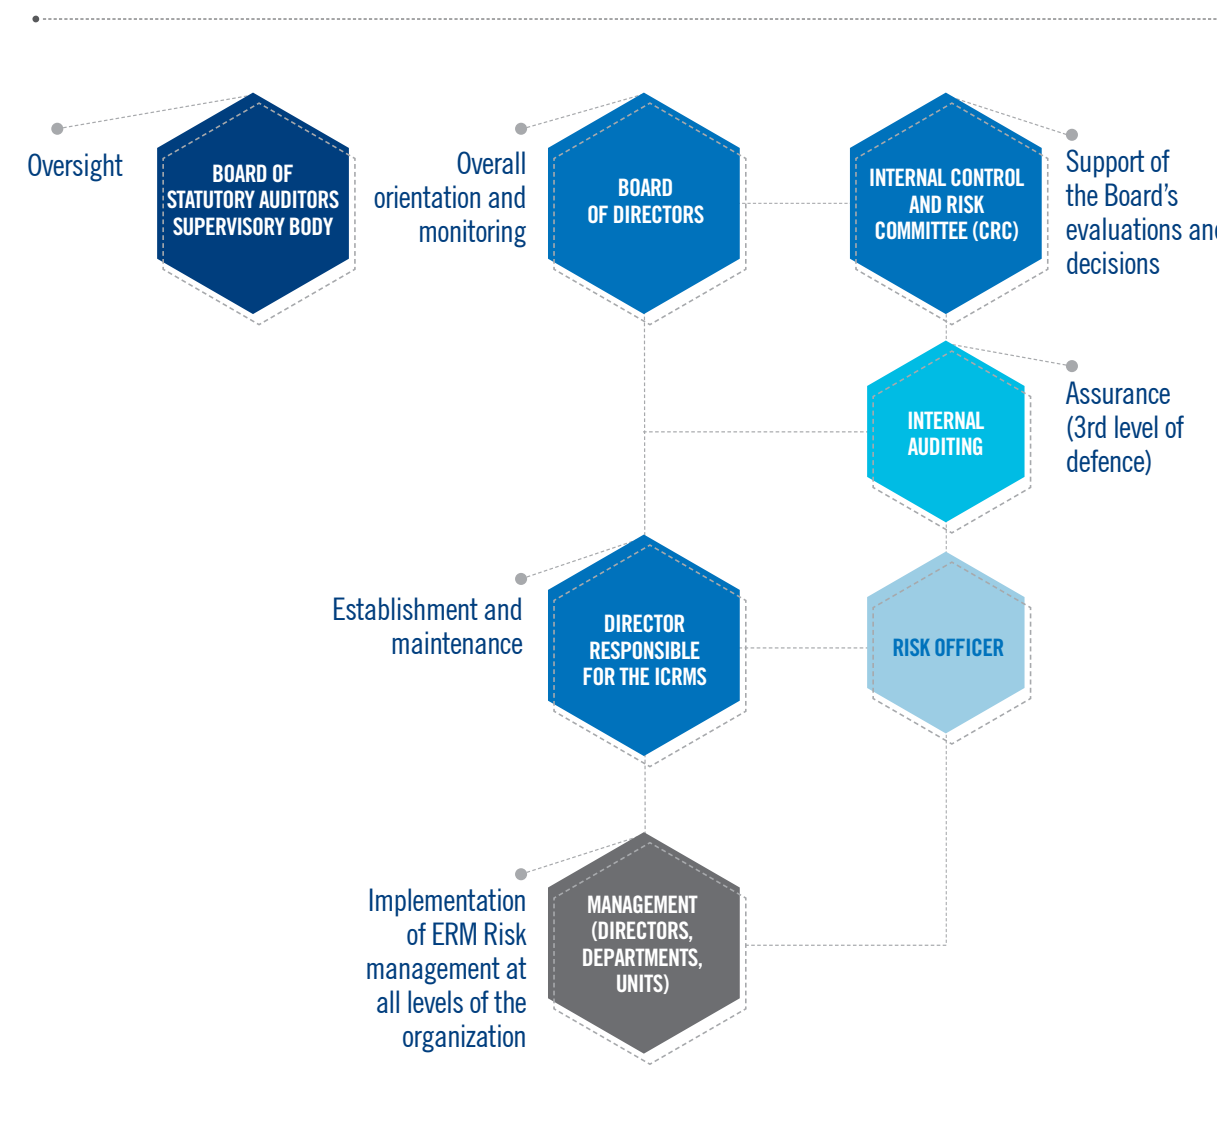 Oversight
BOARD OF
STATUTORY AUDITORS
SUPERVISORY BODY
Overall
orientation and
monitoring
BOARD
OF DIRECTORS
INTERNAL CONTROL
AND RISK
COMMITTEE (CRC)
Support of
the Board's
evaluations and
decisions
INTERNAL
AUDITING
Assurance
(3rd level of
defence)
Establishment and
maintenance
DIRECTOR
RESPONSIBLE
FOR THE ICRMS
RISK OFFICER
Implementation
of ERM Risk
management at
all levels of the
organization
MANAGEMENT
(DIRECTORS,
DEPARTMENTS,
UNITS)